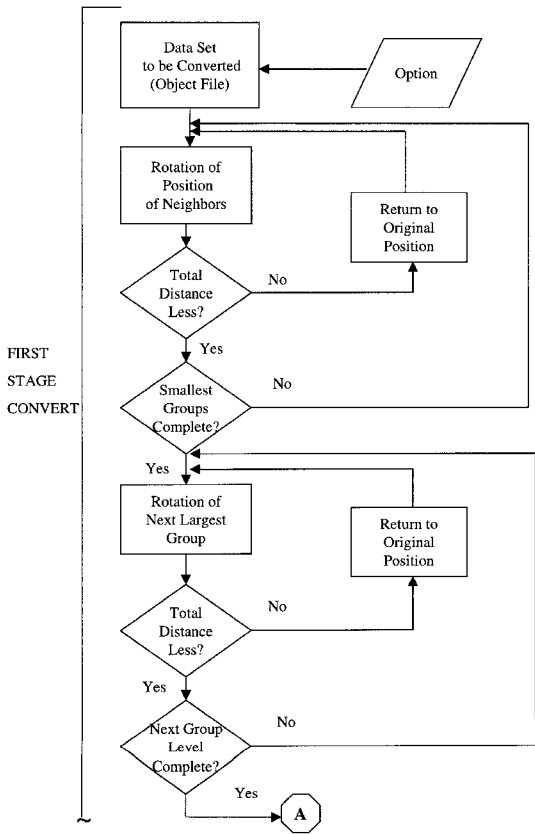 Data Set
to be Converted
(Object File)
Option
Rotation of
Position
of Neighbors
Return to
Original
Position
Total
Distance
Less?
No
Yes
FIRST
STAGE
CONVERT
Smallest
Groups
Complete?
No
Yes
Rotation of
Next Largest
Group
Return to
Original
Position
Total
Distance
Less?
No
Yes
Next Group
Level
Complete?
No
Yes
A
~